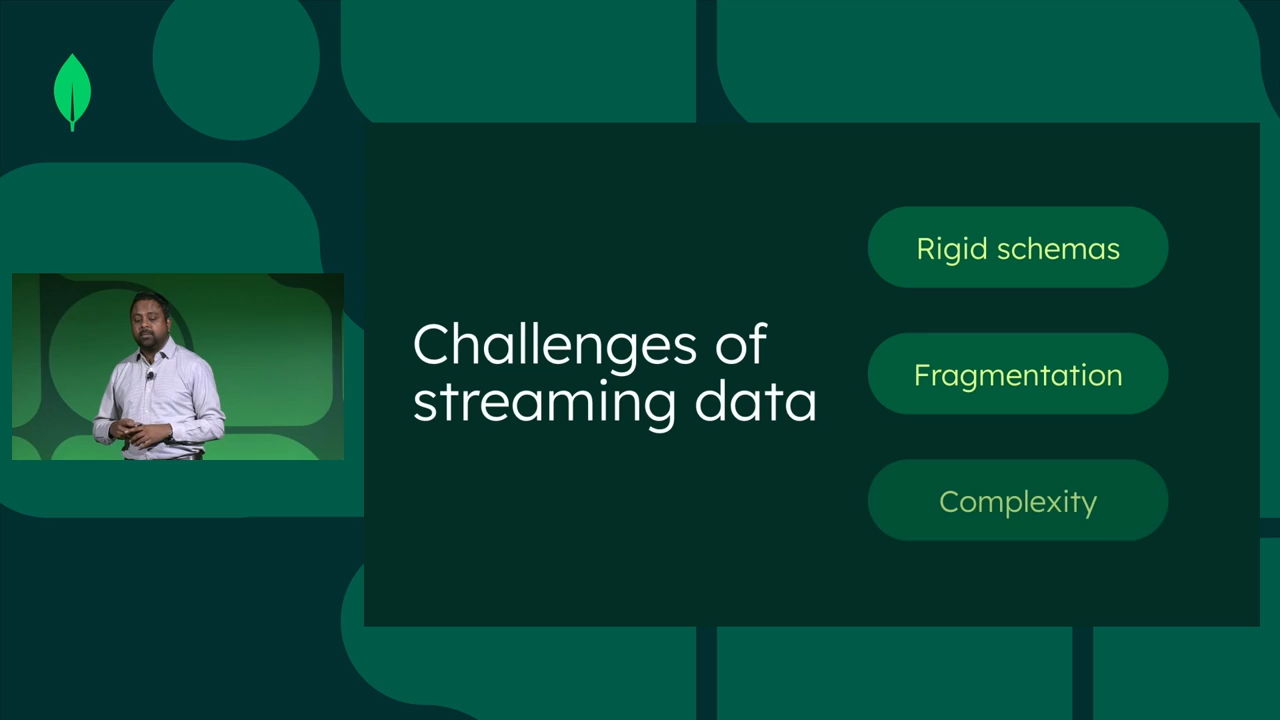 Challenges of
streaming data
Rigid schemas
Fragmentation
Complexity